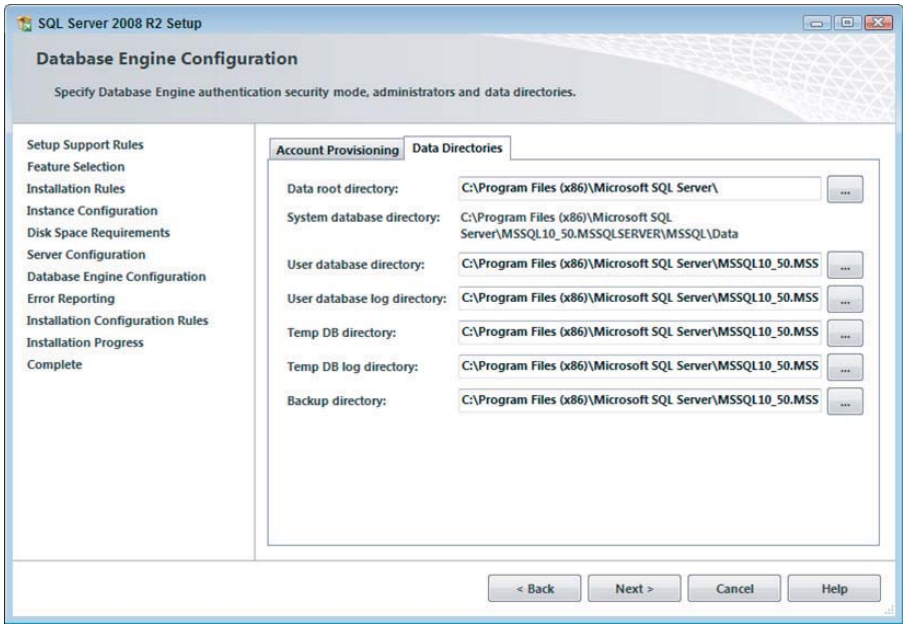 SQL Server 2008 R2 Setup
Database Engine Configuration
Specify Database Engine authentication security mode, administrators and data directories.
Setup Support Rules
Feature Selection
Installation Rules
Instance Configuration
Disk Space Requirements
Server Configuration
Database Engine Configuration
Error Reporting
Installation Configuration Rules
Installation Progress
Complete
Account Provisioning Data Directories
Data root directory: C:\Program Files (x86)\Microsoft SQL Server\ ...
System database directory: C:\Program Files (x86)\Microsoft SQL
Server\MSSQL10_50.MSSQLSERVER\MSSQL\Data
User database directory: C:\Program Files (x86)\Microsoft SQL Server\MSSQL10_50.MSS ...
User database log directory: C:\Program Files (x86)\Microsoft SQL Server\MSSQL10_50.MSS ...
Temp DB directory: C:\Program Files (x86)\Microsoft SQL Server\MSSQL10_50.MSS ...
Temp DB log directory: C:\Program Files (x86)\Microsoft SQL Server\MSSQL10_50.MSS ...
Backup directory: C:\Program Files (x86)\Microsoft SQL Server\MSSQL10_50.MSS ...
< Back Next > Cancel Help